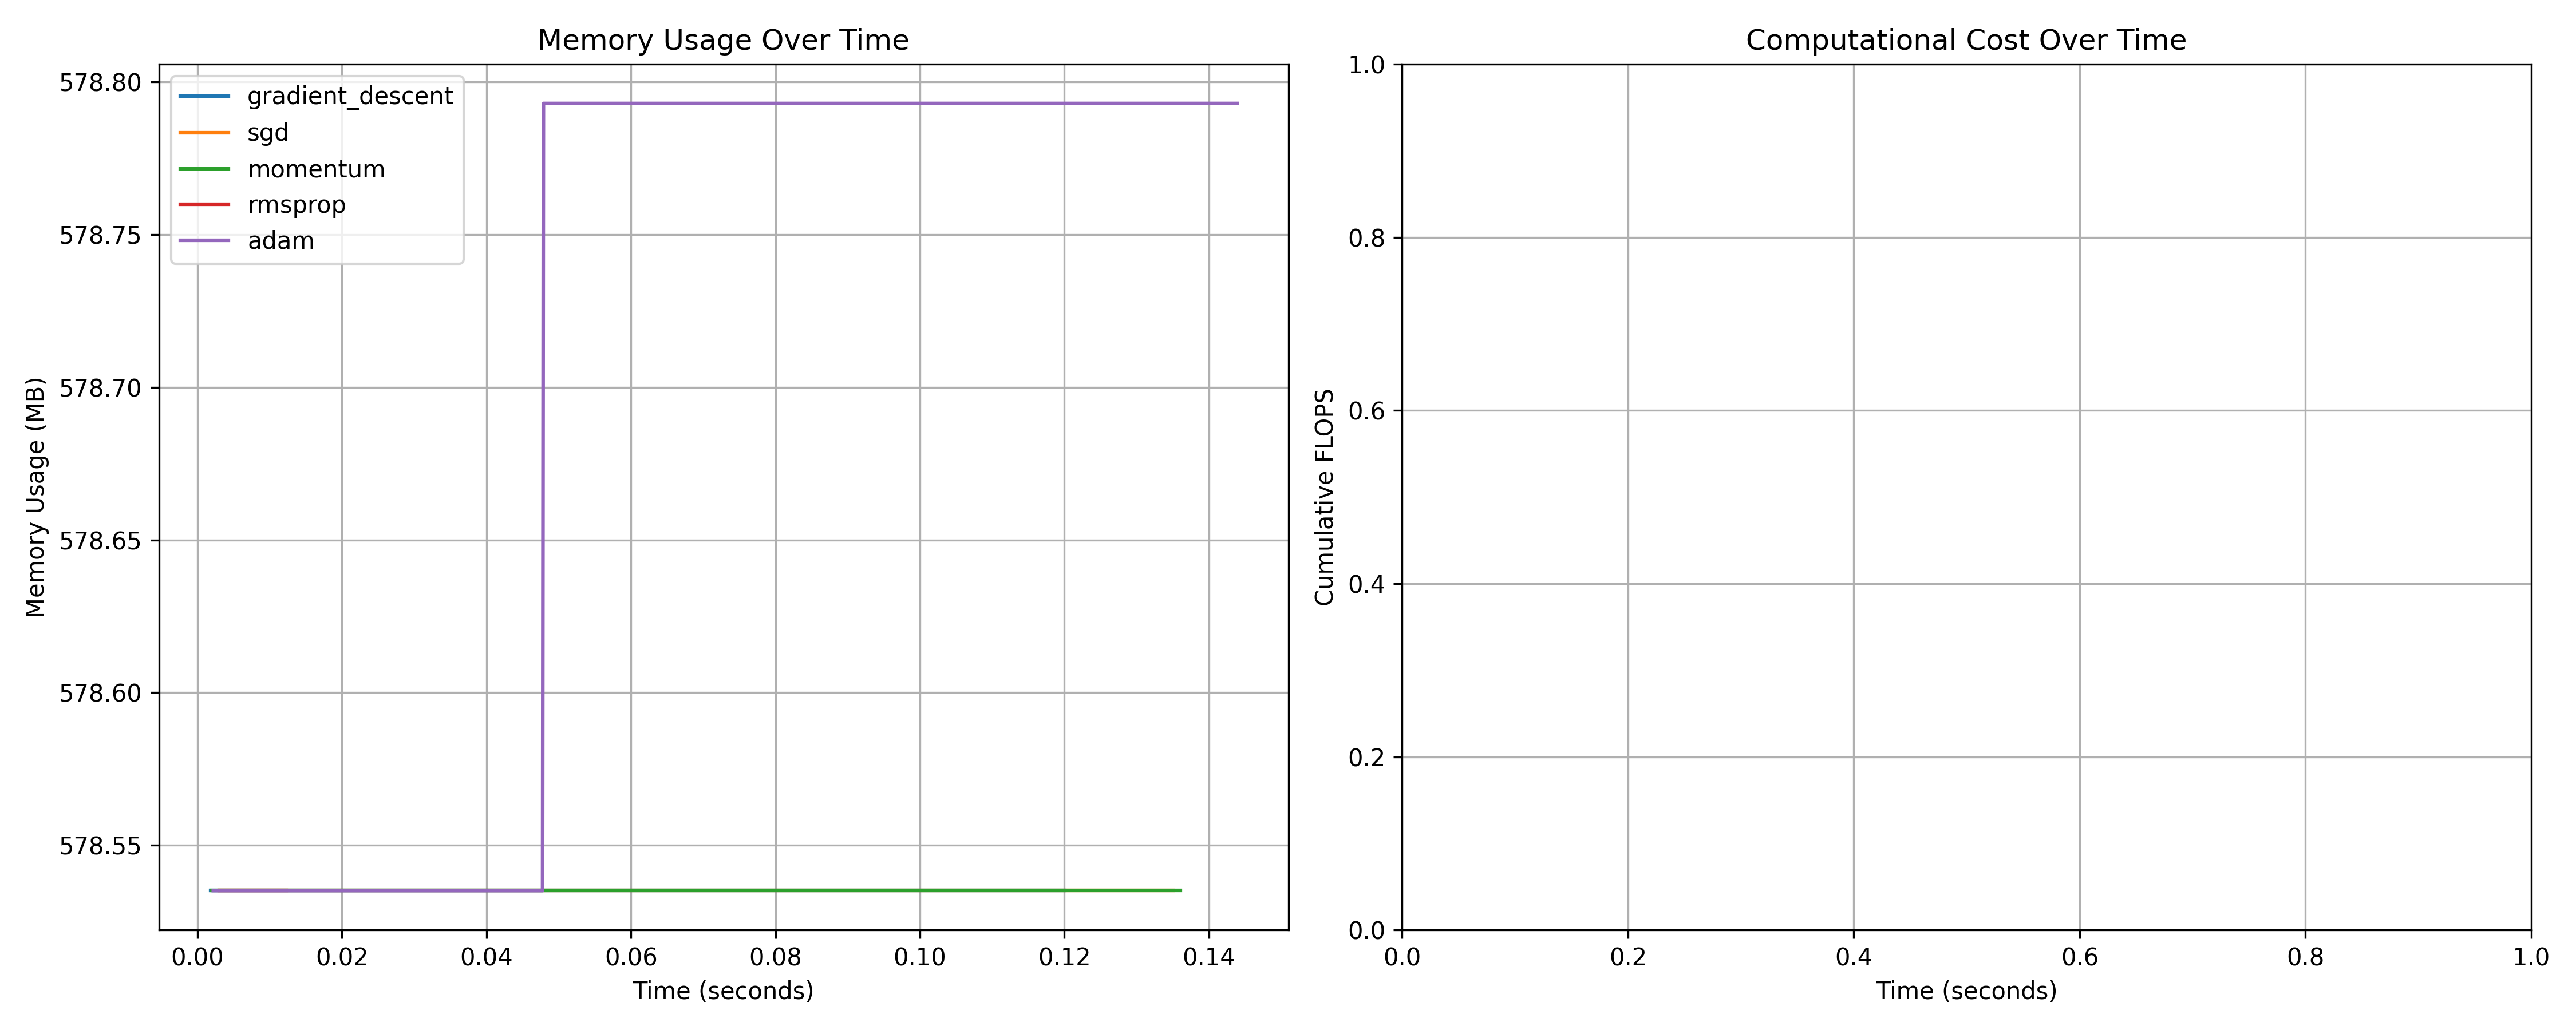 Memory Usage Over Time
578.80
578.75
578.70
578.65
578.60
578.55
Memory Usage (MB)
gradient_descent
sgd
momentum
rmsprop
adam
0.00 0.02 0.04 0.06 0.08 0.10 0.12 0.14
Time (seconds)
Computational Cost Over Time
1.0
0.8
0.6
0.4
0.2
0.0
Cumulative FLOPS
0.0 0.2 0.4 0.6 0.8 1.0
Time (seconds)